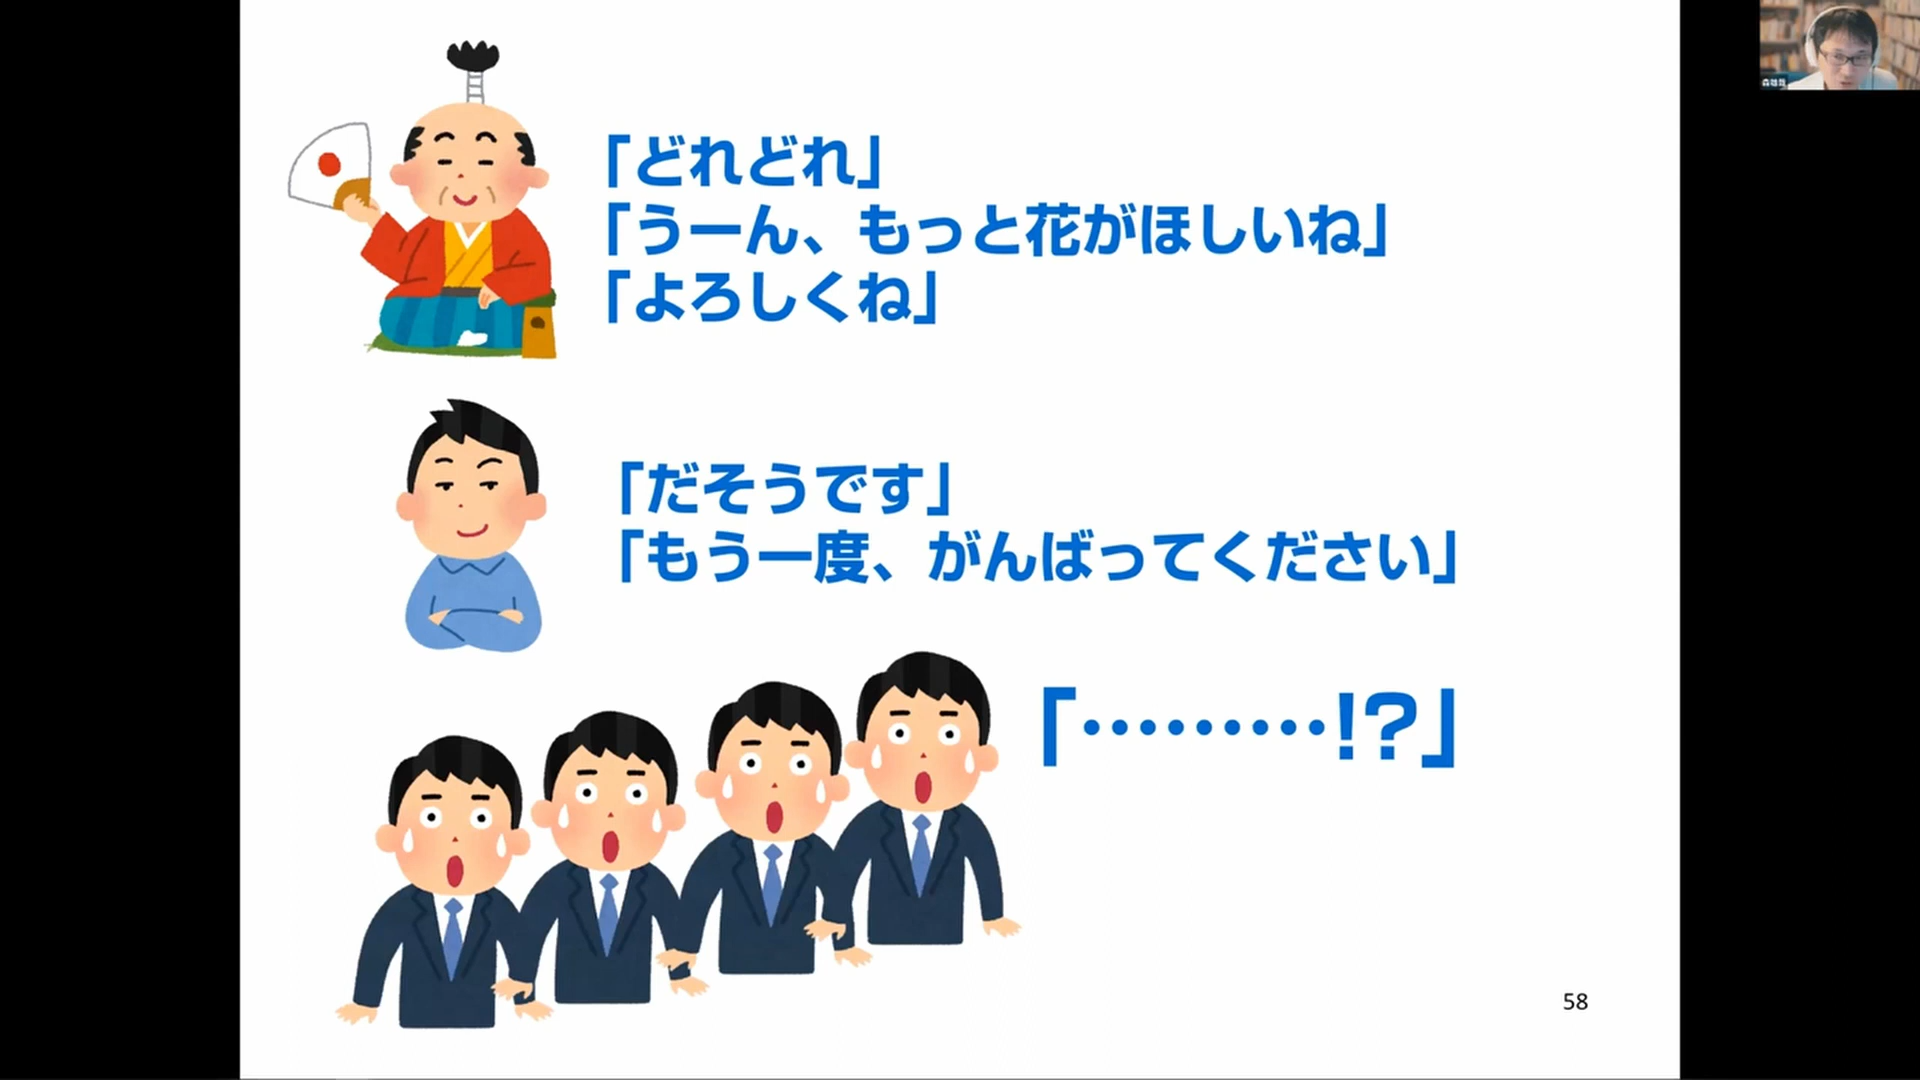 「どれどれ」
「うーん、もっと花がほしいね」
「よろしくね」
「だそうです」
「もう一度、がんばってください」
「………!?」
58